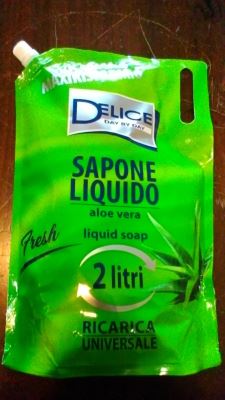 DELICE
DAY BY DAY
SAPONE
LIQUIDO
aloe vera
liquid soap
Fresh
2 litri
RICARICA
UNIVERSALE